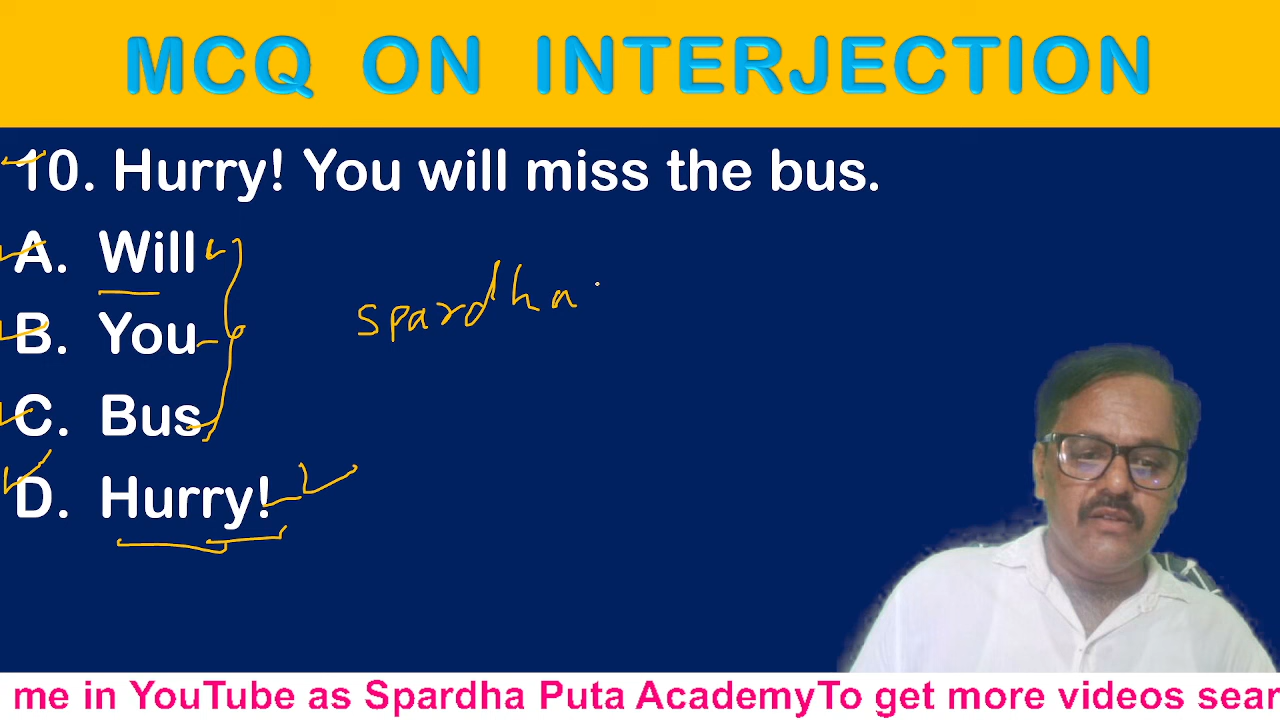 MCQ ON INTERJECTION
10. Hurry! You will miss the bus.
A. Will
B. You
C. Bus
D. Hurry!
spardha
me in YouTube as Spardha Puta AcademyTo get more videos sear